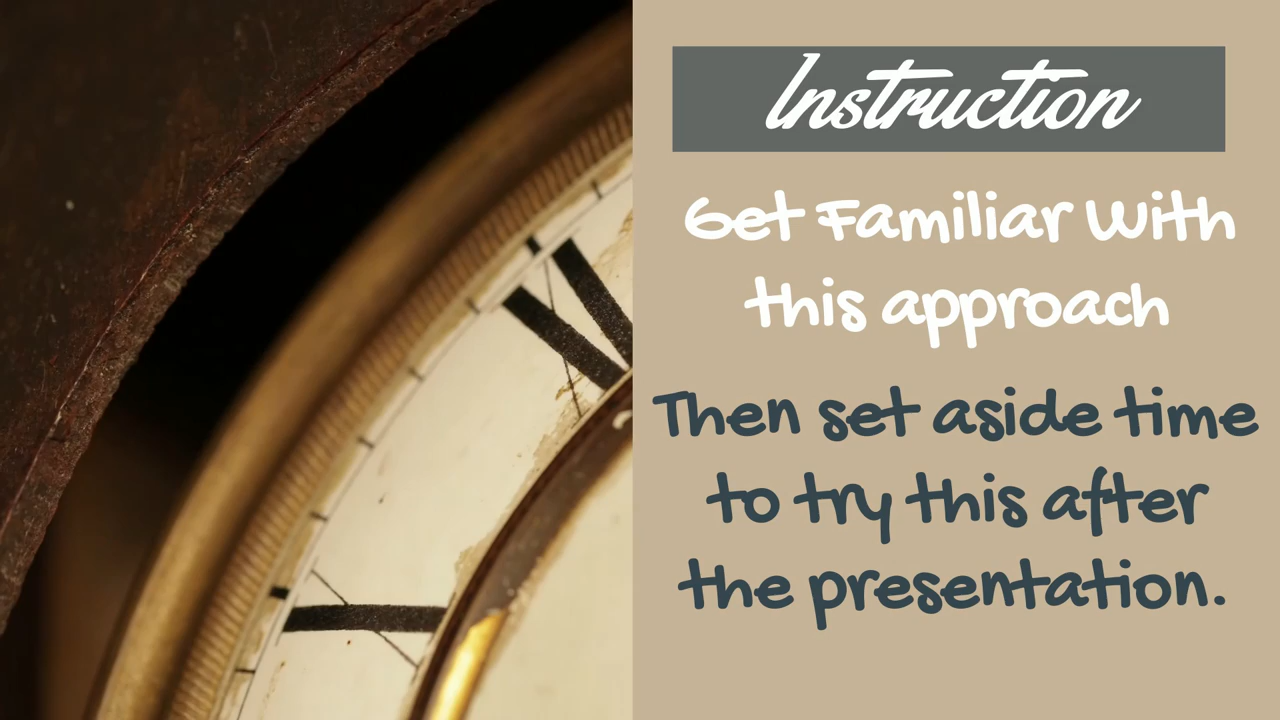 Instruction
Get Familiar With
this approach
Then set aside time
to try this after
the presentation.